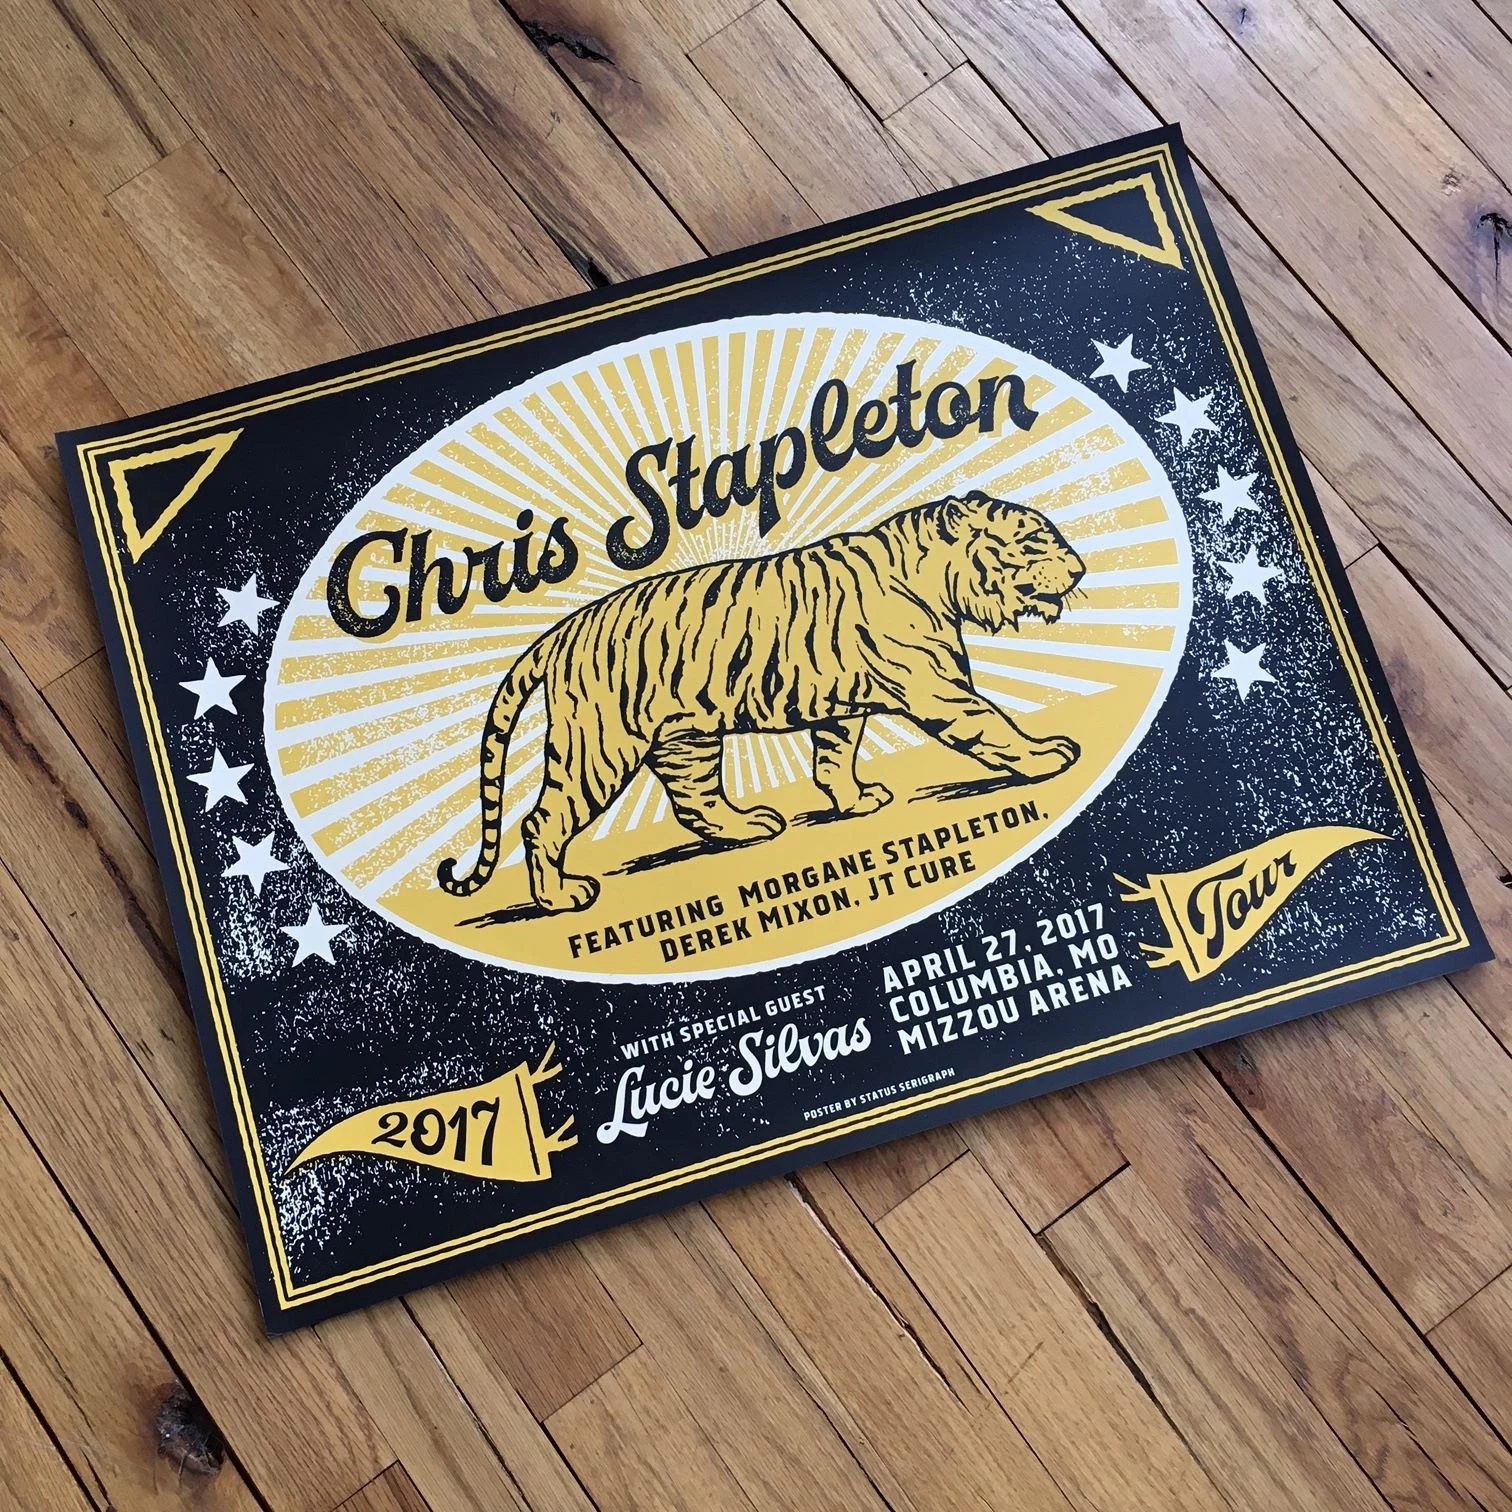 Chris Stapleton
FEATURING MORGANE STAPLETON,
DEREK MIXON, JT CURE
WITH SPECIAL GUEST
Lucie Silvas
APRIL 27, 2017
COLUMBIA, MO
MIZZOU ARENA
2017
Tour
POSTER BY STATUS SERIGRAPH